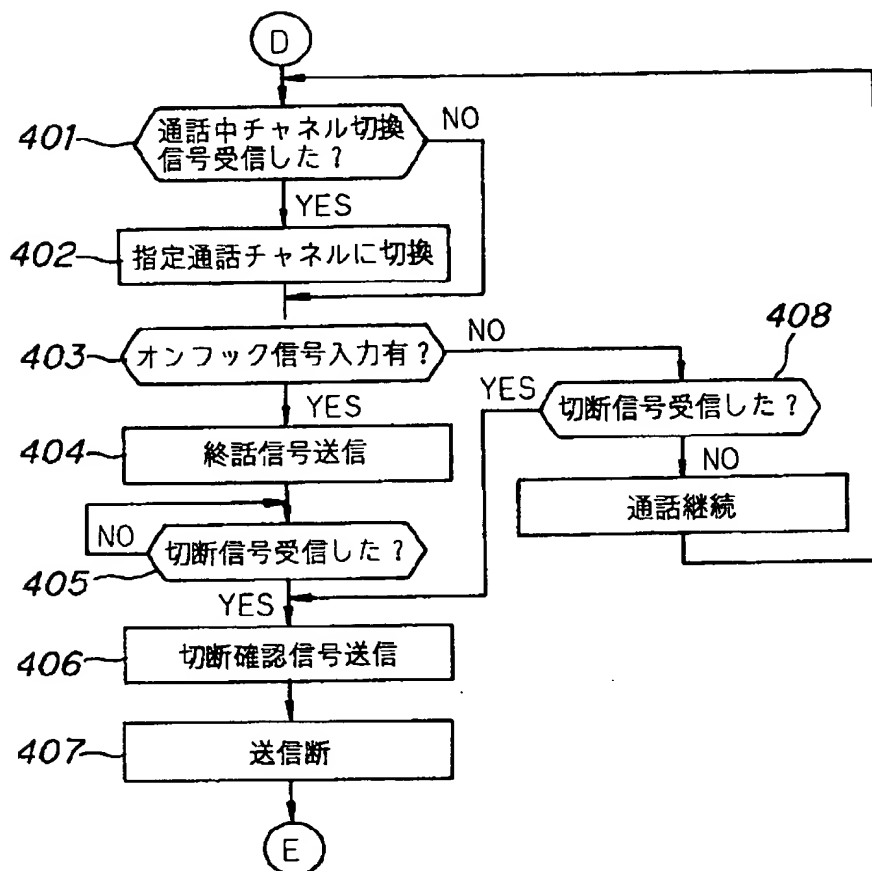 D
401
通話中チャネル切換
信号受信した?
NO
YES
402
指定通話チャネルに切換
403
オンフック信号入力有?
NO
408
YES
切断信号受信した?
YES
404
終話信号送信
NO
通話継続
NO
切断信号受信した?
405
YES
406
切断確認信号送信
407
送信断
E